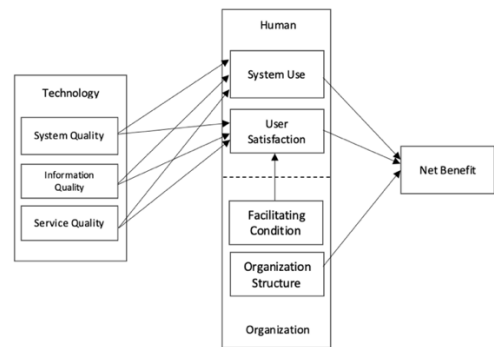 Human
System Use
User
Satisfaction
Technology
System Quality
Information
Quality
Service Quality
Facilitating
Condition
Organization
Structure
Organization
Net Benefit